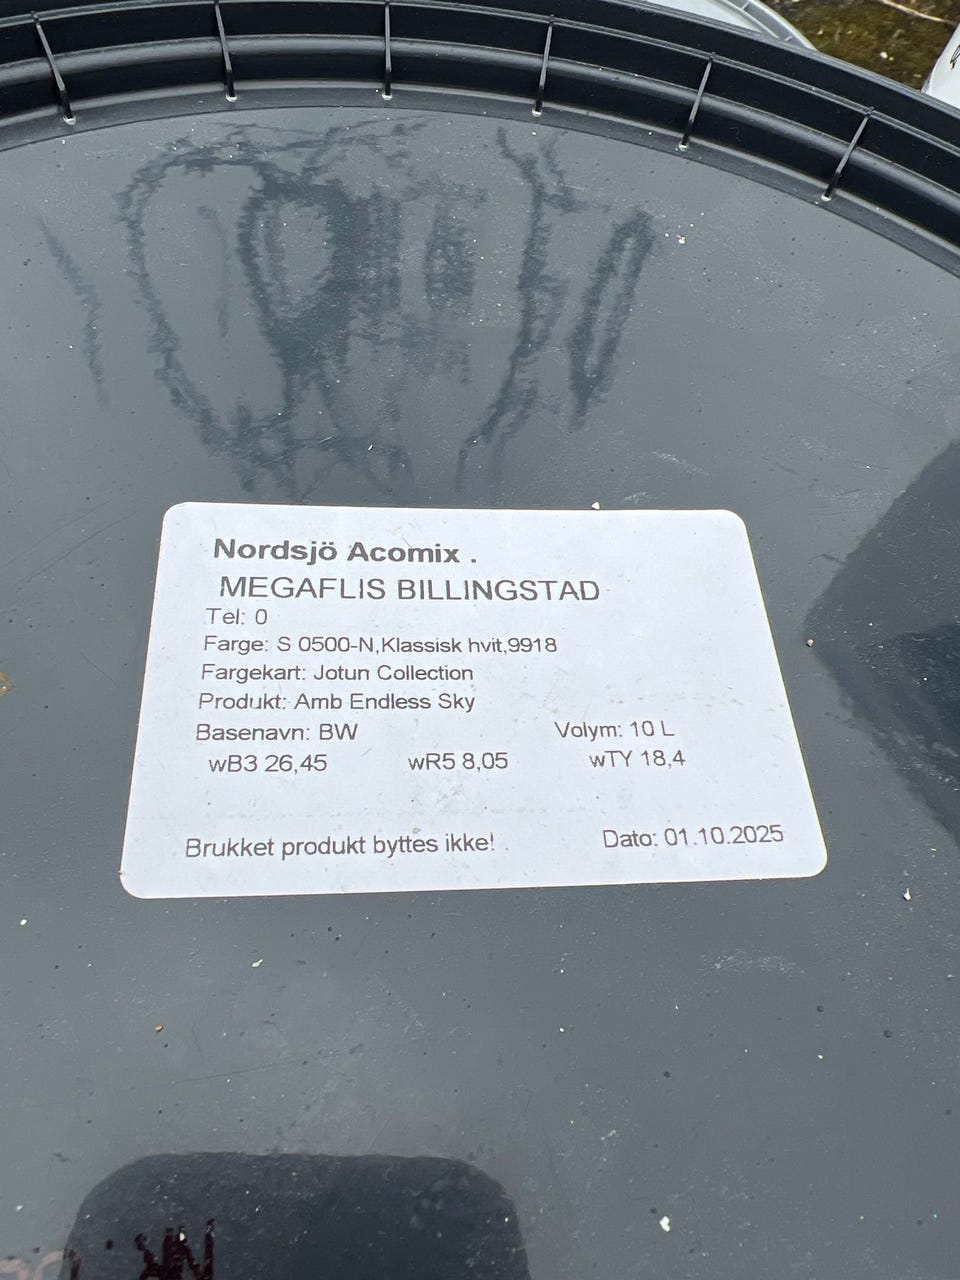 Nordsjö Acomix .
MEGAFLIS BILLINGSTAD
Tel: 0
Farge: S 0500-N,Klassisk hvit,9918
Fargekart: Jotun Collection
Produkt: Amb Endless Sky
Basenavn: BW Volym: 10 L
wB3 26,45 wR5 8,05 wTY 18,4
Brukket produkt byttes ikke! . Dato: 01.10.2025